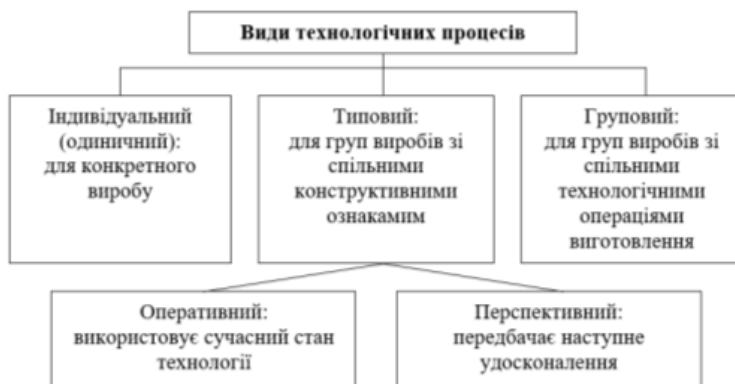 Види технологічних процесів
Індивідуальний
(одиничний):
для конкретного
виробу
Типовий:
для груп виробів зі
спільними
конструктивними
ознакамим
Груповий:
для груп виробів зі
спільними
технологічними
операціями
виготовлення
Оперативний:
використовує сучасний стан
технології
Перспективний:
передбачає наступне
удосконалення